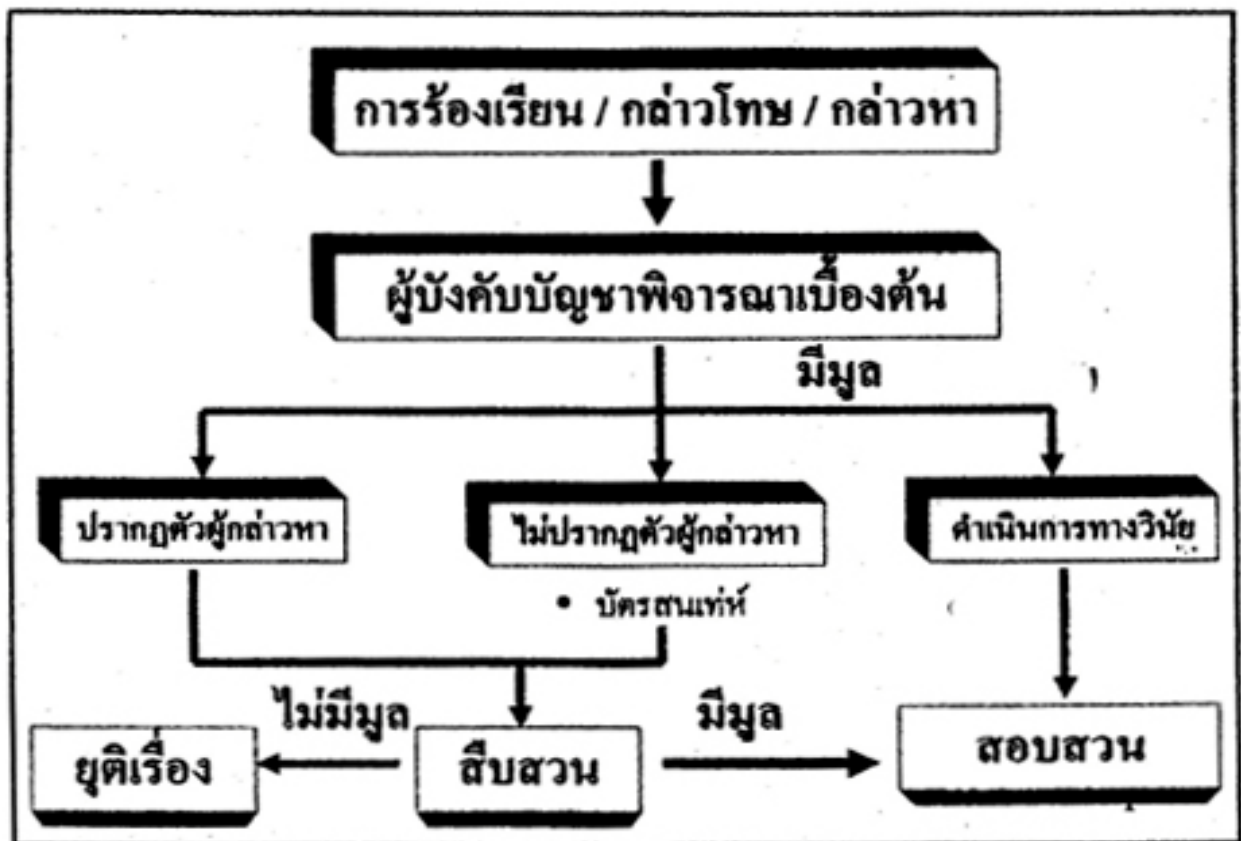 การร้องเรียน / กล่าวโทษ / กล่าวหา
ผู้บังคับบัญชาพิจารณาเบื้องต้น
มีมูล
ปรากฏตัวผู้กล่าวหา
ไม่ปรากฏตัวผู้กล่าวหา
ดำเนินการทางวินัย
• บัตรสนเท่ห์
ไม่มีมูล
มีมูล
ยุติเรื่อง
สืบสวน
สอบสวน